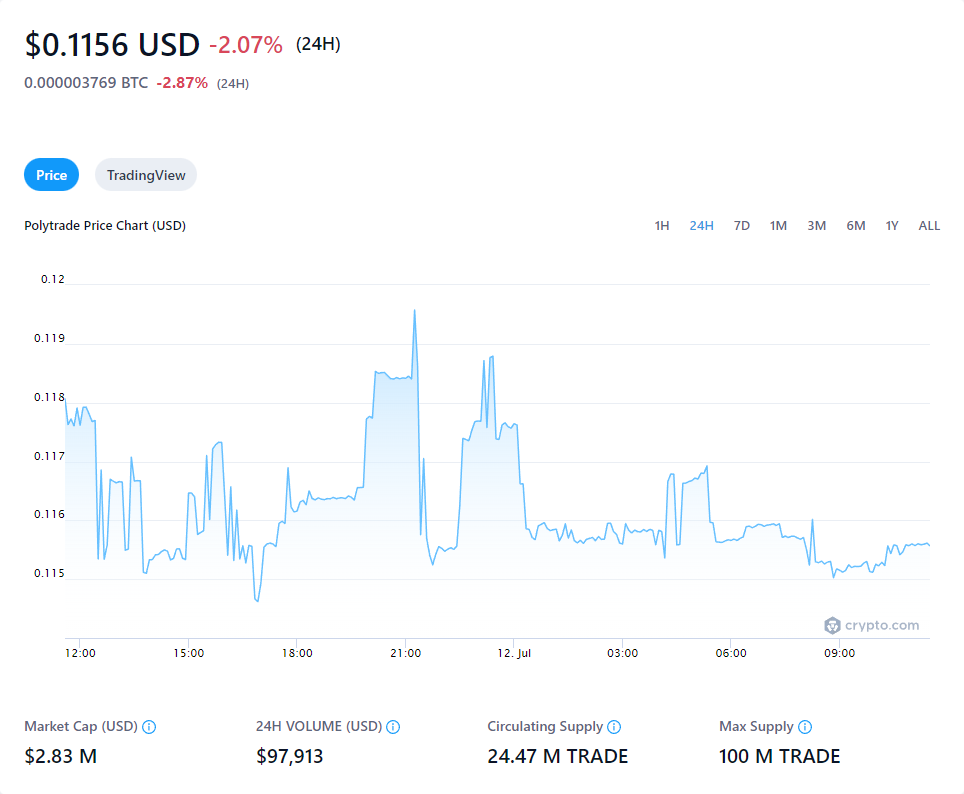 $0.1156 USD -2.07% (24H)
0.000003769 BTC -2.87% (24H)
Price TradingView
Polytrade Price Chart (USD) 1H 24H 7D 1M 3M 6M 1Y ALL
0.12
0.119
0.118
0.117
0.116
0.115
crypto.com
12:00 15:00 18:00 21:00 12. Jul 03:00 06:00 09:00
Market Cap (USD) 24H VOLUME (USD) Circulating Supply Max Supply
$2.83 M $97,913 24.47 M TRADE 100 M TRADE